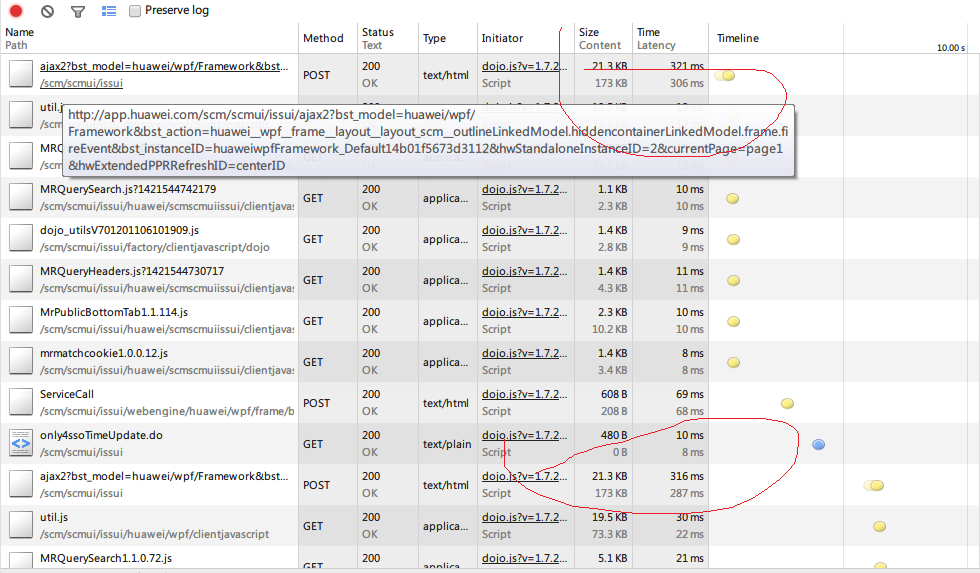 Preserve log
Name
Path
Method
Status
Text
Type
Initiator
Size
Content
Time
Latency
Timeline
10.00 s
ajax2?bst_model=huawei/wpf/Framework&bst...
/scm/scmui/issui
POST
200
OK
text/html
dojo.js?v=1.7.2...
Script
21.3 KB
173 KB
321 ms
306 ms
util.j
http://app.huawei.com/scm/scmui/issui/ajax2?bst_model=huawei/wpf/
Framework&bst_action=huawei__wpf_frame__layout__layout_scm__outlineLinkedModel.hiddencontainerLinkedModel.frame.fi
reEvent&bst_instanceID=huaweiwpfFramework_Default14b01f5673d3112&hwStandaloneInstanceID=2&currentPage=page1
&hwExtendedPPRRefreshID=centerID
MRQuerySearch.js?1421544742179
/scm/scmui/issui/huawei/scmscmuiissui/clientjavas
GET
200
OK
applica...
dojo.js?v=1.7.2...
Script
1.1 KB
2.3 KB
10 ms
10 ms
dojo_utilsV701201106101909.js
/scm/scmui/issui/factory/clientjavascript/dojo
GET
200
OK
applica...
dojo.js?v=1.7.2...
Script
1.4 KB
2.8 KB
9 ms
9 ms
MRQueryHeaders.js?1421544730717
/scm/scmui/issui/huawei/scmscmuiissui/clientjavas
GET
200
OK
applica...
dojo.js?v=1.7.2...
Script
1.4 KB
4.3 KB
11 ms
11 ms
MrPublicBottomTab1.1.114.js
/scm/scmui/issui/huawei/scmscmuiissui/clientjavas
GET
200
OK
applica...
dojo.js?v=1.7.2...
Script
2.3 KB
10.2 KB
10 ms
10 ms
mrmatchcookie1.0.0.12.js
/scm/scmui/issui/huawei/scmscmuiissui/clientjavas
GET
200
OK
applica...
dojo.js?v=1.7.2...
Script
1.4 KB
3.4 KB
8 ms
8 ms
ServiceCall
/scm/scmui/issui/webengine/huawei/wpf/frame/b
POST
200
OK
text/html
dojo.js?v=1.7.2...
Script
608 B
208 B
69 ms
68 ms
only4ssoTimeUpdate.do
/scm/scmui/issui
GET
200
OK
text/plain
dojo.js?v=1.7.2...
Script
480 B
0 B
10 ms
8 ms
ajax2?bst_model=huawei/wpf/Framework&bst...
/scm/scmui/issui
POST
200
OK
text/html
dojo.js?v=1.7.2...
Script
21.3 KB
173 KB
316 ms
287 ms
util.js
/scm/scmui/issui/huawei/wpf/clientjavascript
GET
200
OK
applica...
dojo.js?v=1.7.2...
Script
19.5 KB
73.3 KB
30 ms
22 ms
MRQuerySearch1.1.0.72.js
200
dojo.js?v=1.7.2...
5.1 KB
21 ms